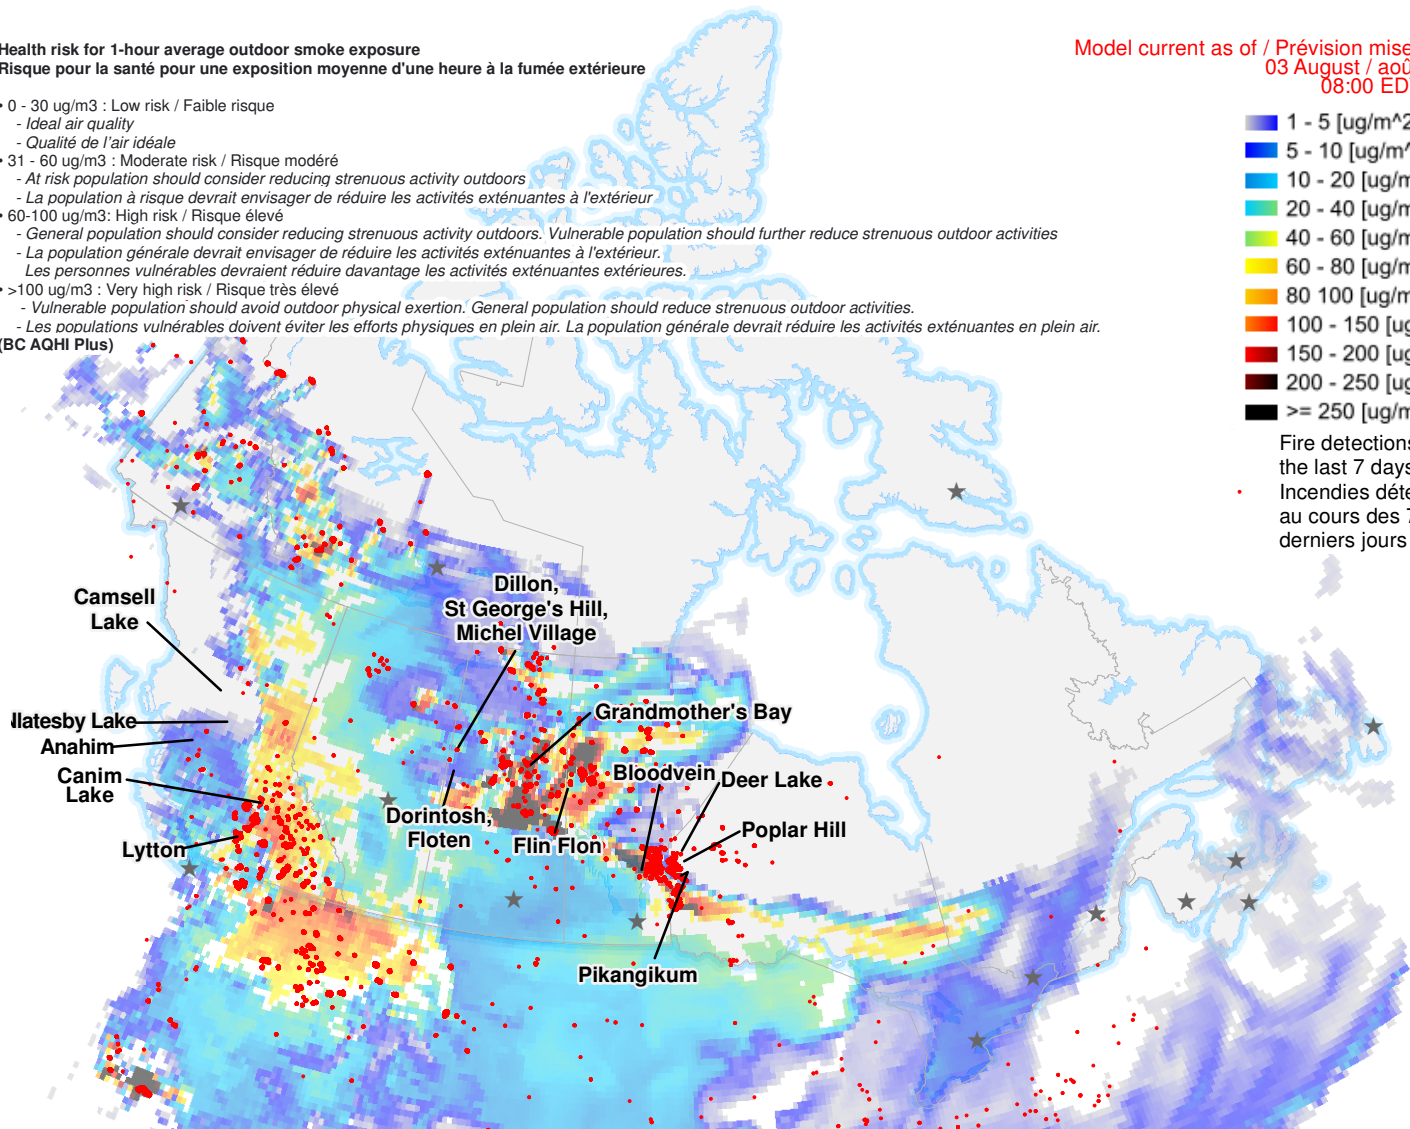 Health risk for 1-hour average outdoor smoke exposure
Risque pour la santé pour une exposition moyenne d'une heure à la fumée extérieure
• 0 - 30 ug/m3 : Low risk / Faible risque
- Ideal air quality
- Qualité de l'air idéale
• 31 - 60 ug/m3 : Moderate risk / Risque modéré
- At risk population should consider reducing strenuous activity outdoors
- La population à risque devrait envisager de réduire les activités exténuantes à l'extérieur
• 60-100 ug/m3: High risk / Risque élevé
- General population should consider reducing strenuous activity outdoors. Vulnerable population should further reduce strenuous outdoor activities
- La population générale devrait envisager de réduire les activités exténuantes à l'extérieur.
Les personnes vulnérables devraient réduire davantage les activités exténuantes extérieures.
• >100 ug/m3 : Very high risk / Risque très élevé
- Vulnerable population should avoid outdoor physical exertion. General population should reduce strenuous outdoor activities.
- Les populations vulnérables doivent éviter les efforts physiques en plein air. La population générale devrait réduire les activités exténuantes en plein air.
(BC AQHI Plus)
Model current as of / Prévision mise
03 August / aoû
08:00 ED
1 - 5 [ug/m^2
5 - 10 [ug/m^
10 - 20 [ug/m
20 - 40 [ug/m
40 - 60 [ug/m
60 - 80 [ug/m
80 100 [ug/m
100 - 150 [ug
150 - 200 [ug
200 - 250 [ug
>= 250 [ug/m
Fire detections
the last 7 days
Incendies déte
au cours des 7
derniers jours
Camsell
Lake
Dillon,
St George's Hill,
Michel Village
latesby Lake
Anahim
Canim
Lake
Lytton
Grandmother's Bay
Bloodvein
Deer Lake
Dorintosh,
Floten
Flin Flon
Poplar Hill
Pikangikum